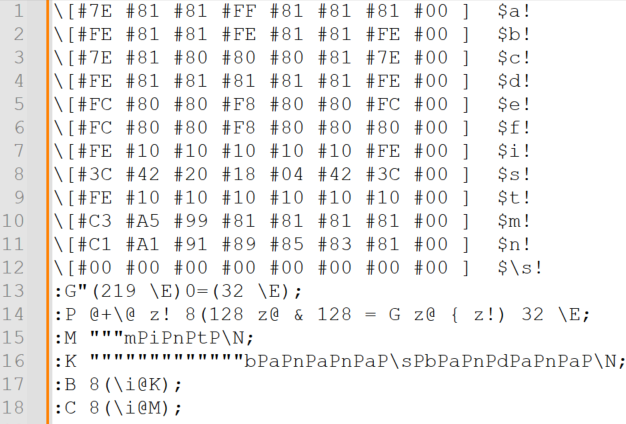 1 \[#7E #81 #81 #FF #81 #81 #81 #00 ]  $a!
2 \[#FE #81 #81 #FE #81 #81 #FE #00 ]  $b!
3 \[#7E #81 #80 #80 #80 #81 #7E #00 ]  $c!
4 \[#FE #81 #81 #81 #81 #81 #FE #00 ]  $d!
5 \[#FC #80 #80 #F8 #80 #80 #FC #00 ]  $e!
6 \[#FC #80 #80 #F8 #80 #80 #80 #00 ]  $f!
7 \[#FE #10 #10 #10 #10 #10 #FE #00 ]  $i!
8 \[#3C #42 #20 #18 #04 #42 #3C #00 ]  $s!
9 \[#FE #10 #10 #10 #10 #10 #10 #00 ]  $t!
10 \[#C3 #A5 #99 #81 #81 #81 #81 #00 ]  $m!
11 \[#C1 #A1 #91 #89 #85 #83 #81 #00 ]  $n!
12 \[#00 #00 #00 #00 #00 #00 #00 #00 ]  $\s!
13 :G"(219 \E)0=(32 \E);
14 :P @+\@ z! 8(128 z@ & 128 = G z@ { z!) 32 \E;
15 :M """mPiPnPtP\N;
16 :K """""""""""""bPaPnPaPnPaP\sPbPaPnPdPaPnPaP\N;
17 :B 8(\i@K);
18 :C 8(\i@M);